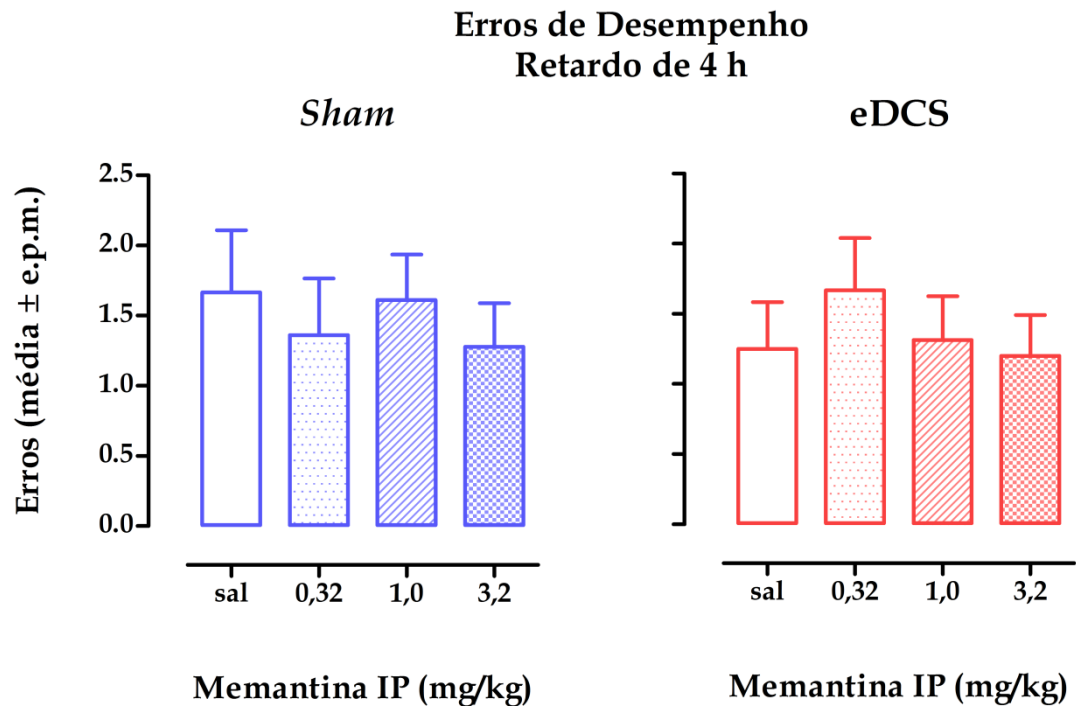 Erros de Desempenho
Retardo de 4 h
Sham
eDCS
Erros (média ± e.p.m.)
2.5
2.0
1.5
1.0
0.5
0.0
sal 0,32 1,0 3,2
sal 0,32 1,0 3,2
Memantina IP (mg/kg)
Memantina IP (mg/kg)